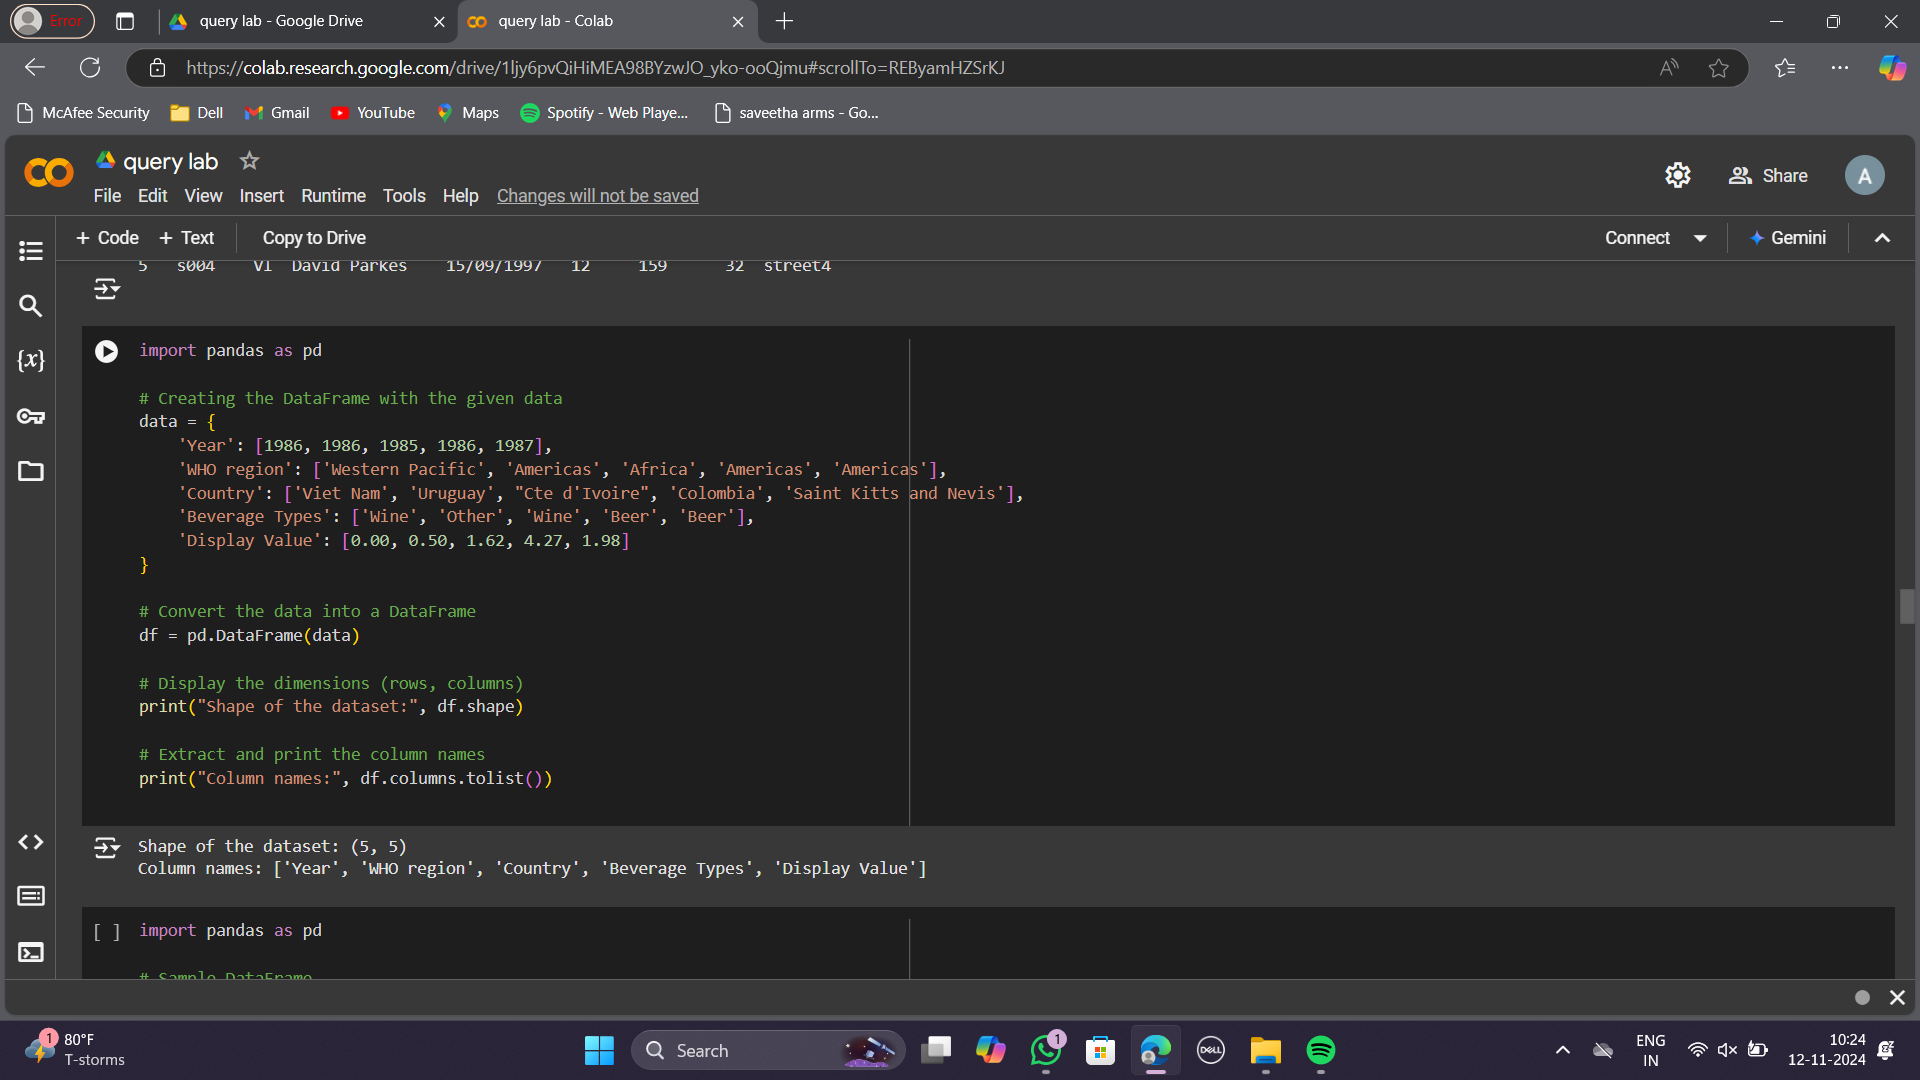 Error
query lab - Google Drive
query lab - Colab
https://colab.research.google.com/drive/1ljy6pvQiHiMEA98BYzwJO_yko-ooQjmu#scrollTo=REByamHZSrKJ
McAfee Security
Dell
Gmail
YouTube
Maps
Spotify - Web Playe...
saveetha arms - Go...
query lab
File Edit View Insert Runtime Tools Help Changes will not be saved
Share
A
+ Code + Text Copy to Drive
Connect
Gemini
5 s004 VI David Parkes 15/09/1997 12 159 32 street4
import pandas as pd
# Creating the DataFrame with the given data
data = {
'Year': [1986, 1986, 1985, 1986, 1987],
'WHO region': ['Western Pacific', 'Americas', 'Africa', 'Americas', 'Americas'],
'Country': ['Viet Nam', 'Uruguay', "Cte d'Ivoire", 'Colombia', 'Saint Kitts and Nevis'],
'Beverage Types': ['Wine', 'Other', 'Wine', 'Beer', 'Beer'],
'Display Value': [0.00, 0.50, 1.62, 4.27, 1.98]
}
# Convert the data into a DataFrame
df = pd.DataFrame(data)
# Display the dimensions (rows, columns)
print("Shape of the dataset:", df.shape)
# Extract and print the column names
print("Column names:", df.columns.tolist())
Shape of the dataset: (5, 5)
Column names: ['Year', 'WHO region', 'Country', 'Beverage Types', 'Display Value']
[ ] import pandas as pd
# Sample DataFrame
1
80°F
T-storms
Search
1
DELL
ENG
IN
10:24
12-11-2024